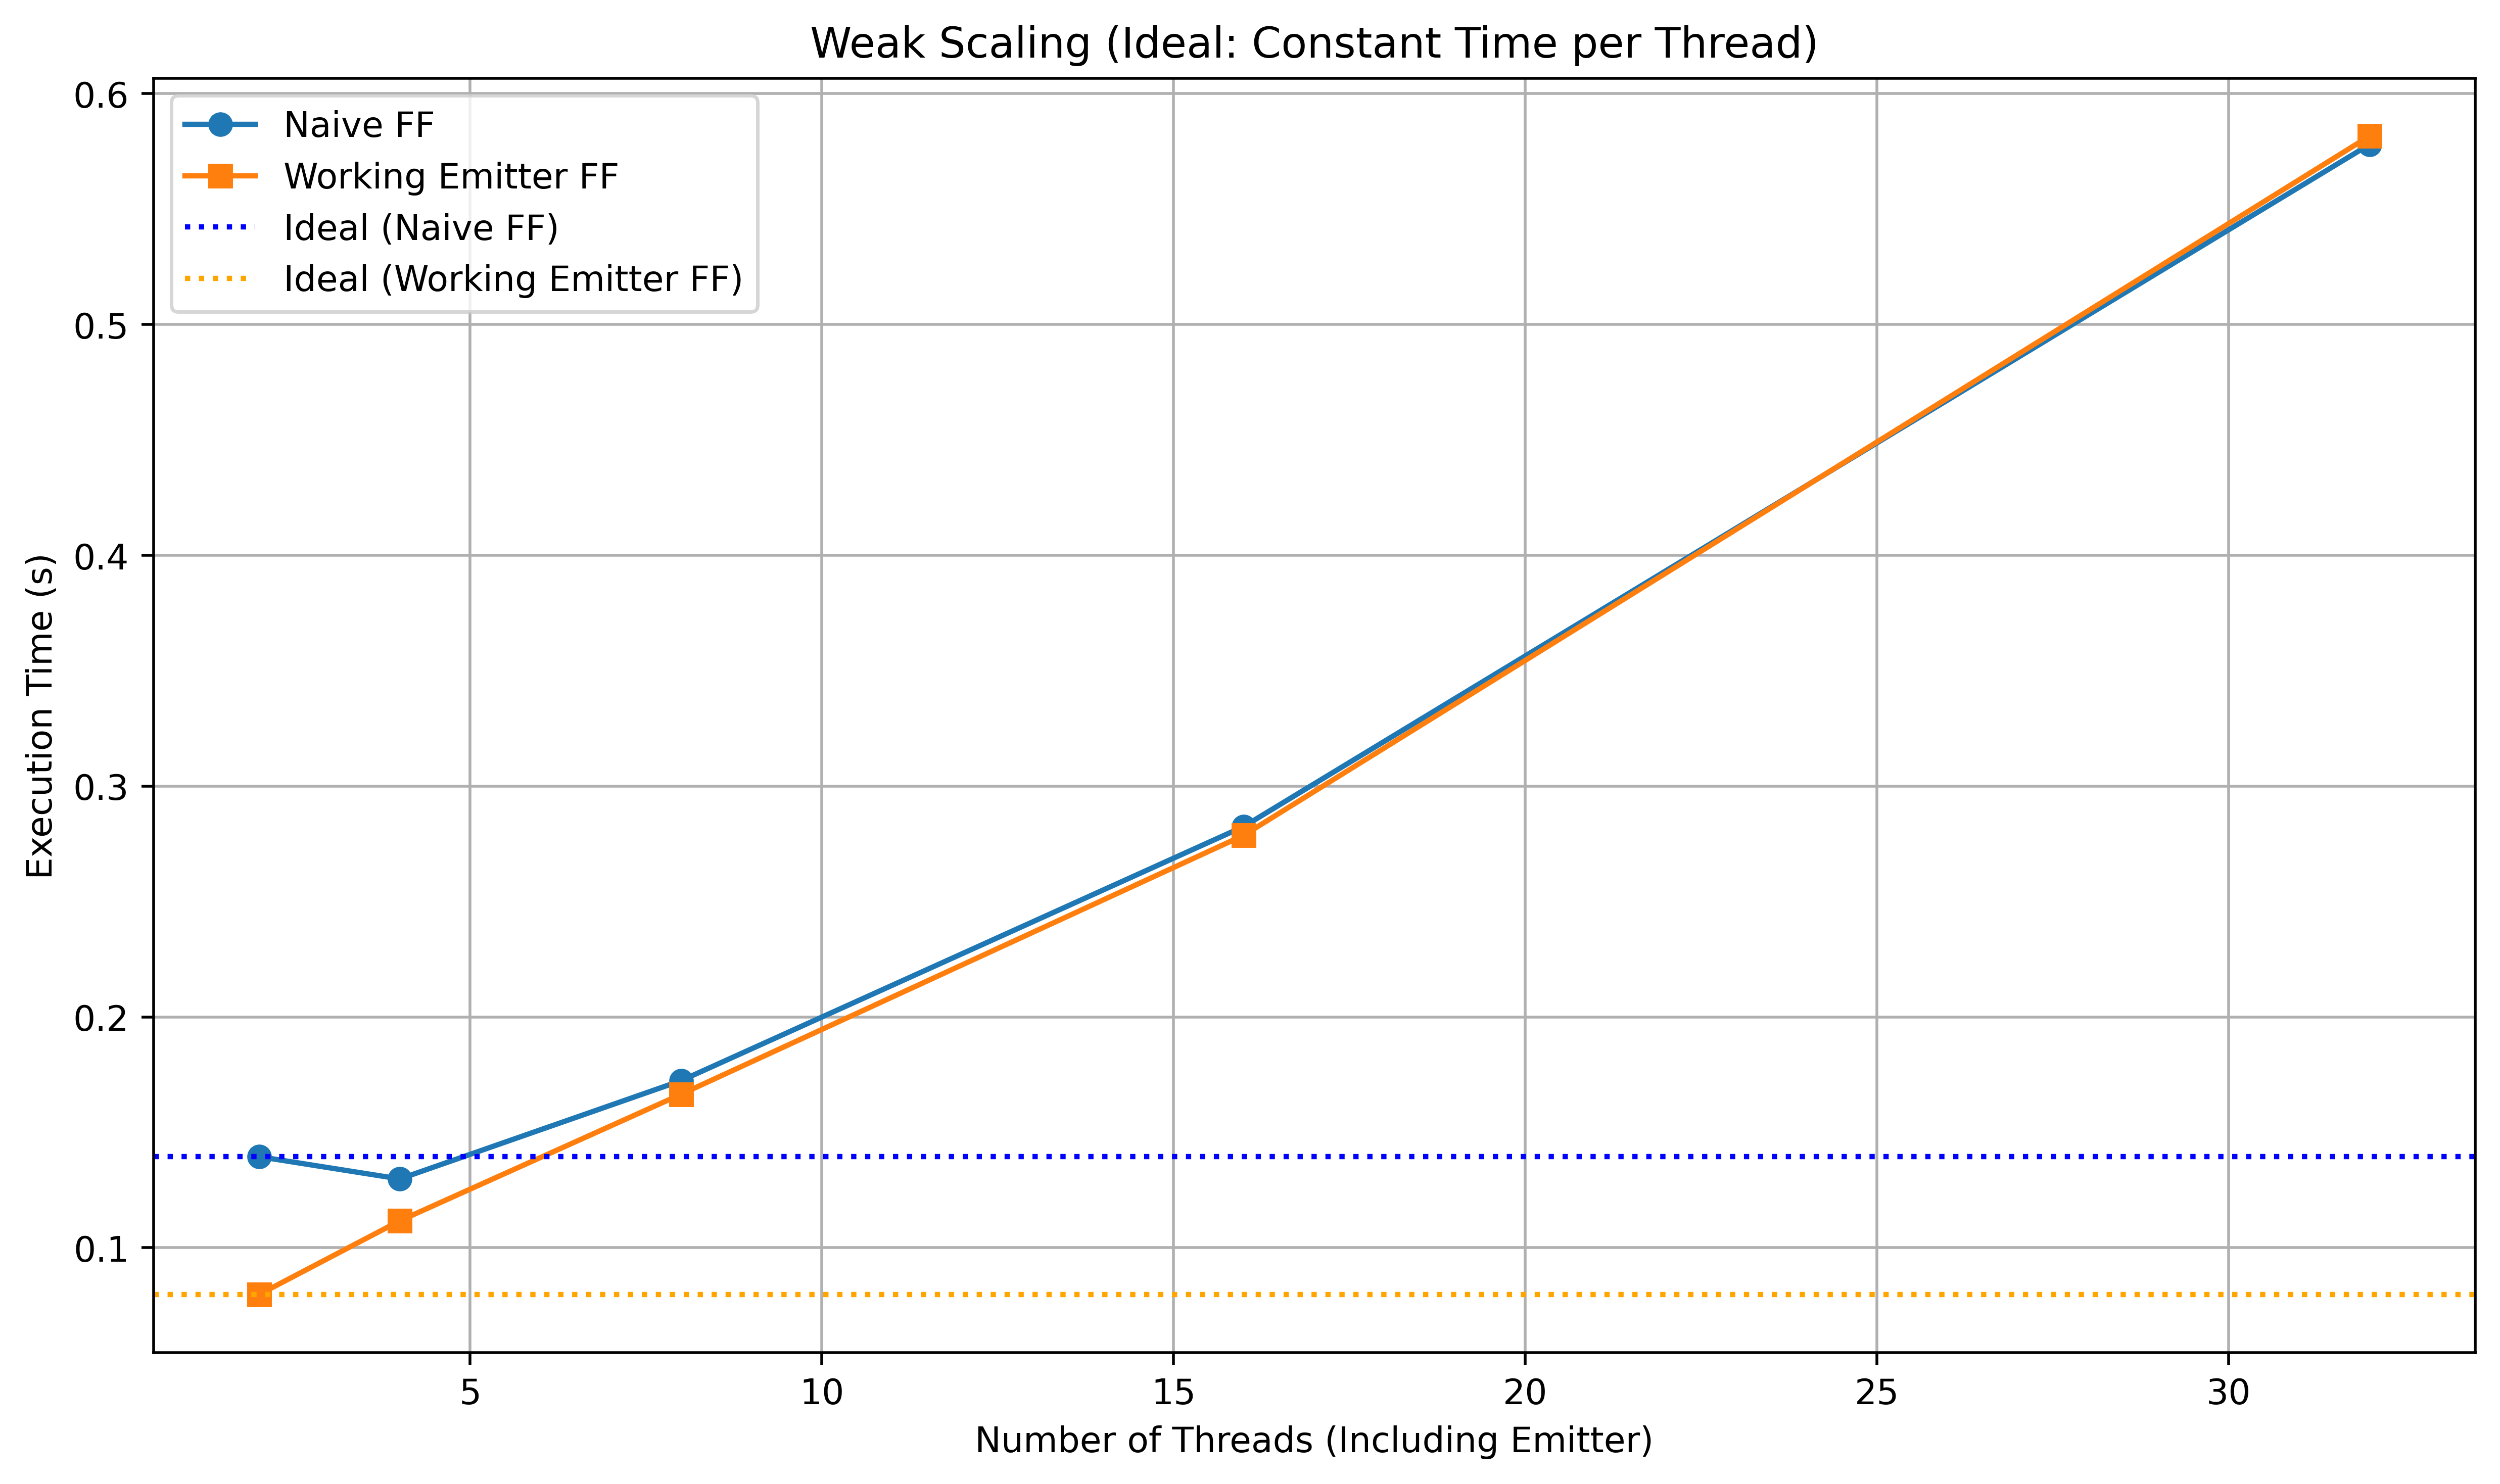 Weak Scaling (Ideal: Constant Time per Thread)
Naive FF
Working Emitter FF
Ideal (Naive FF)
Ideal (Working Emitter FF)
Execution Time (s)
0.6
0.5
0.4
0.3
0.2
0.1
5 10 15 20 25 30
Number of Threads (Including Emitter)